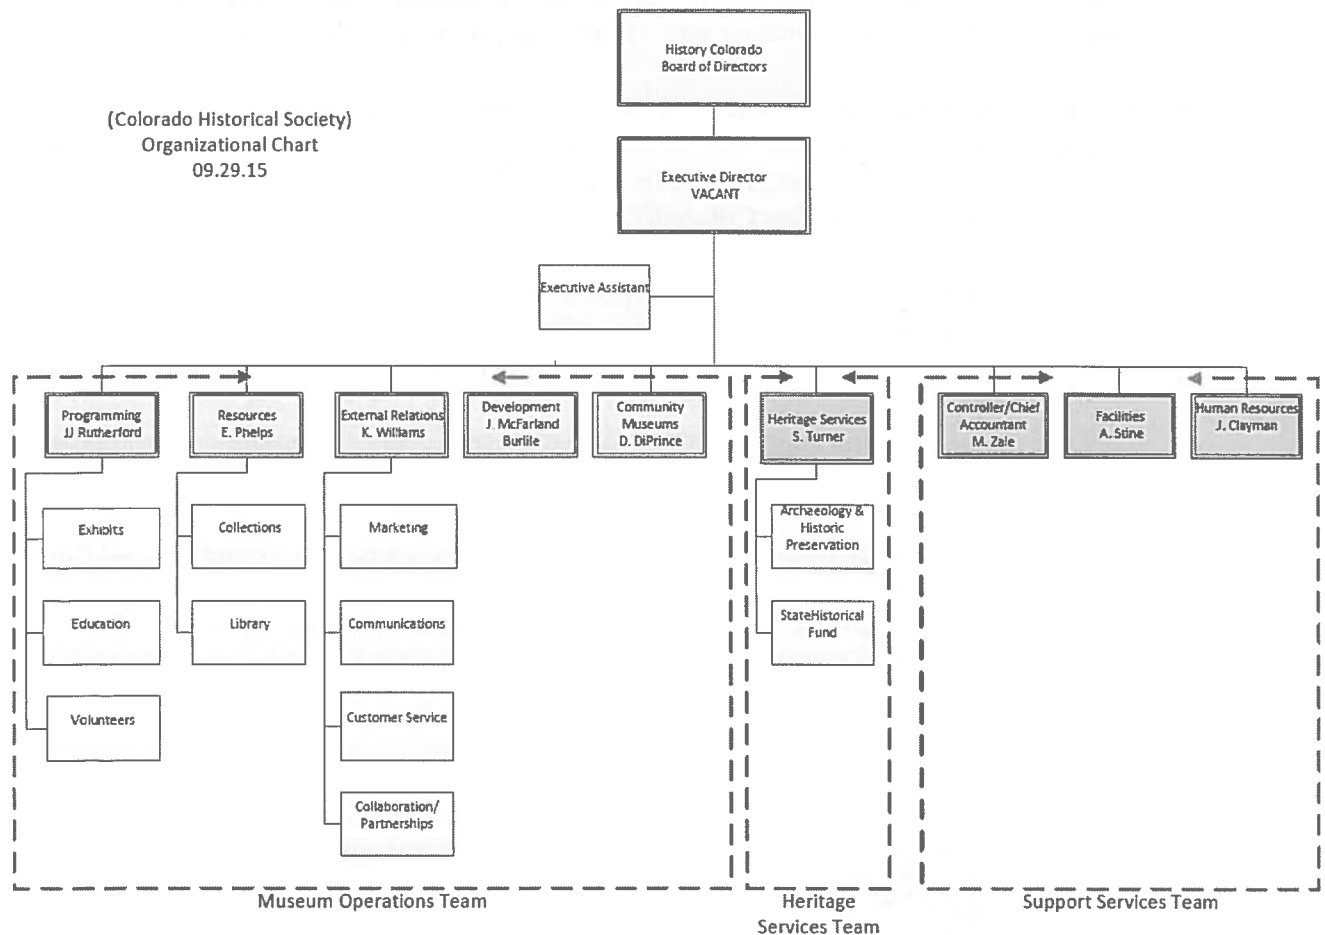 History Colorado
Board of Directors
(Colorado Historical Society)
Organizational Chart
09.29.15
Executive Director
VACANT
Executive Assistant
Programming
JJ Rutherford
Resources
E. Phelps
External Relations
K. Williams
Development
J. McFarland
Burlile
Community
Museums
D. DiPrince
Heritage Services
S. Turner
Controller/Chief
Accountant
M. Zale
Facilities
A. Stine
Human Resources
J. Clayman
Exhibits
Collections
Marketing
Archaeology &
Historic
Preservation
Education
Library
Communications
StateHistorical
Fund
Volunteers
Customer Service
Collaboration/
Partnerships
Museum Operations Team
Heritage
Services Team
Support Services Team